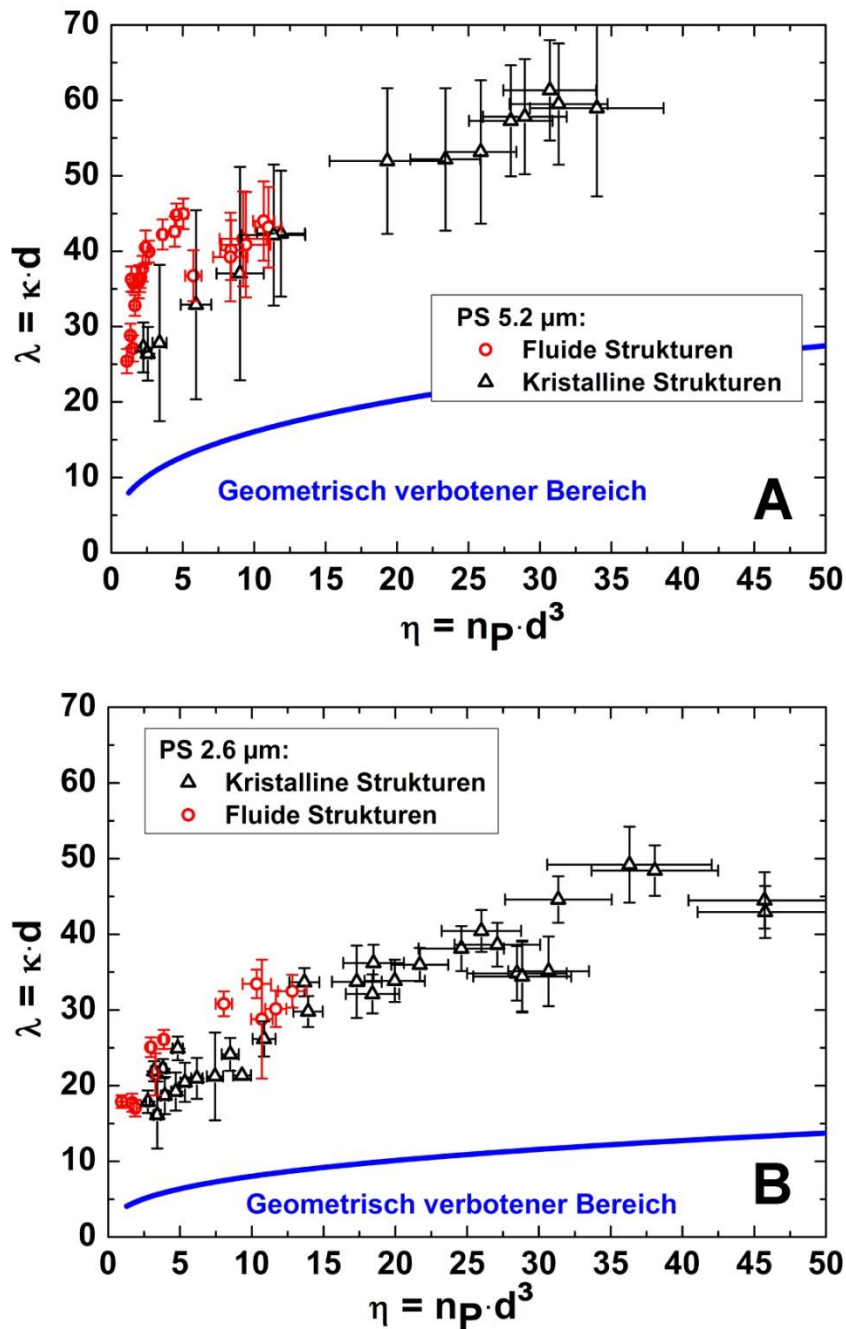 70
60
50
40
30
20
10
0
λ = κ·d
PS 5.2 µm:
Fluide Strukturen
Kristalline Strukturen
Geometrisch verbotener Bereich
A
0 5 10 15 20 25 30 35 40 45 50
η = nP·d³
70
60
50
40
30
20
10
0
λ = κ·d
PS 2.6 µm:
Kristalline Strukturen
Fluide Strukturen
Geometrisch verbotener Bereich
B
0 5 10 15 20 25 30 35 40 45 50
η = nP·d³